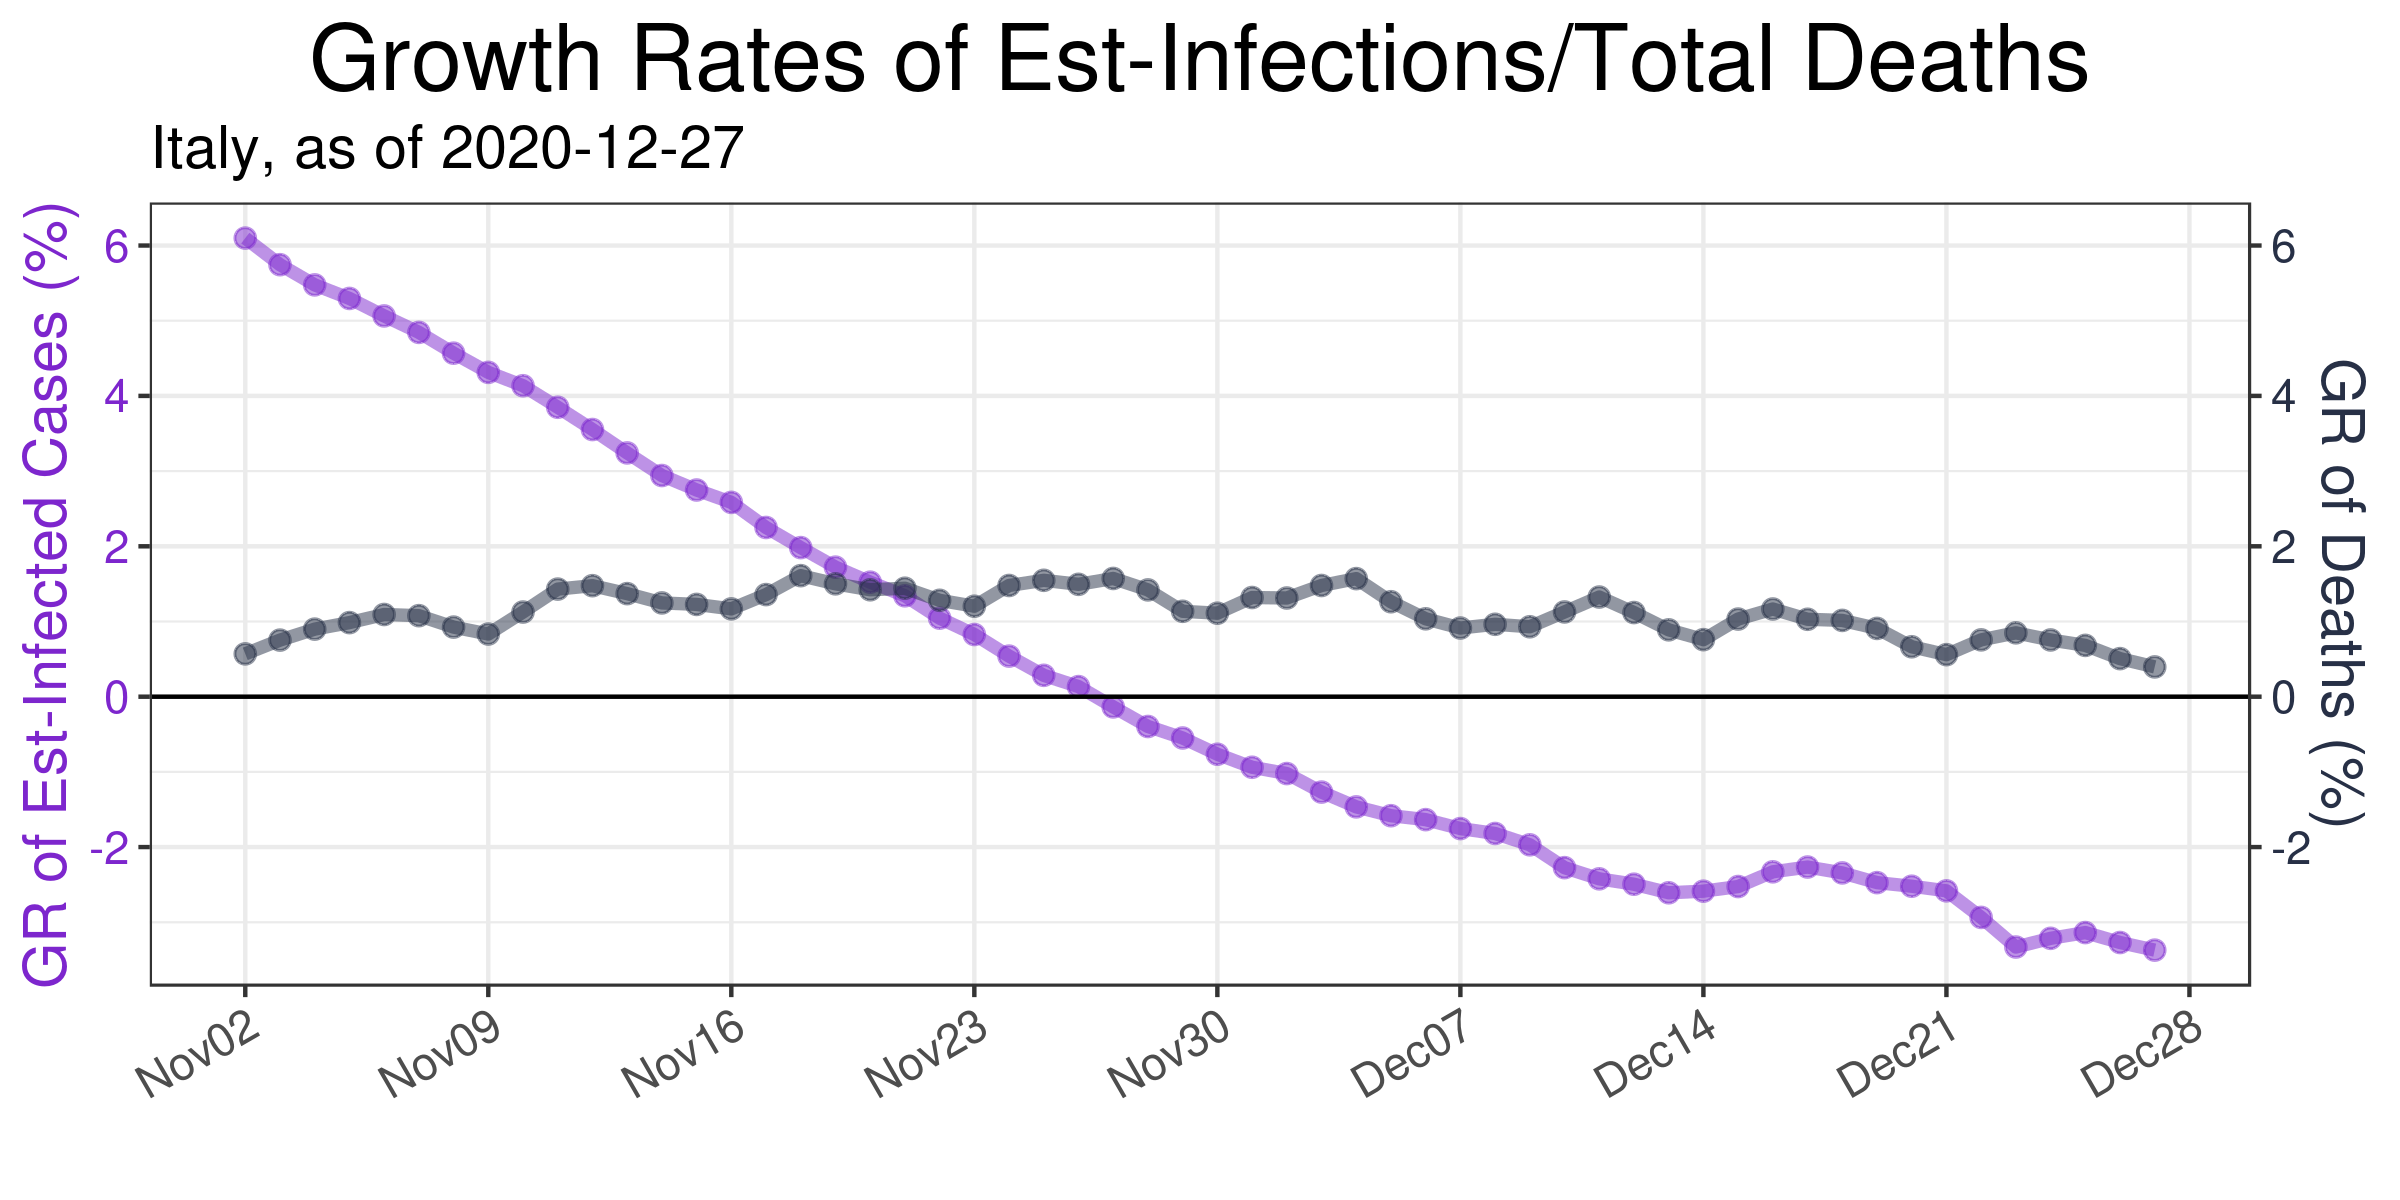 Growth Rates of Est-Infections/Total Deaths
Italy, as of 2020-12-27
GR of Est-Infected Cases (%)
6
4
2
0
-2
6
4
2
0
-2
GR of Deaths (%)
Nov02
Nov09
Nov16
Nov23
Nov30
Dec07
Dec14
Dec21
Dec28